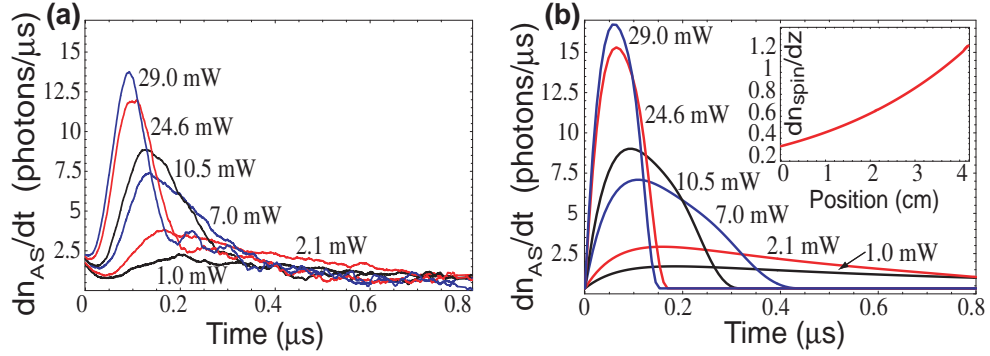 (a)
dn_AS/dt (photons/μs)
15
12.5
10
7.5
5
2.5
29.0 mW
24.6 mW
10.5 mW
7.0 mW
2.1 mW
1.0 mW
0 0.2 0.4 0.6 0.8
Time (μs)
(b)
dn_AS/dt (photons/μs)
15
12.5
10
7.5
5
2.5
29.0 mW
24.6 mW
10.5 mW
7.0 mW
2.1 mW
1.0 mW
0 0.2 0.4 0.6 0.8
Time (μs)
dn_spin/dz
1.2
1
0.8
0.6
0.4
0.2
0 1 2 3 4
Position (cm)